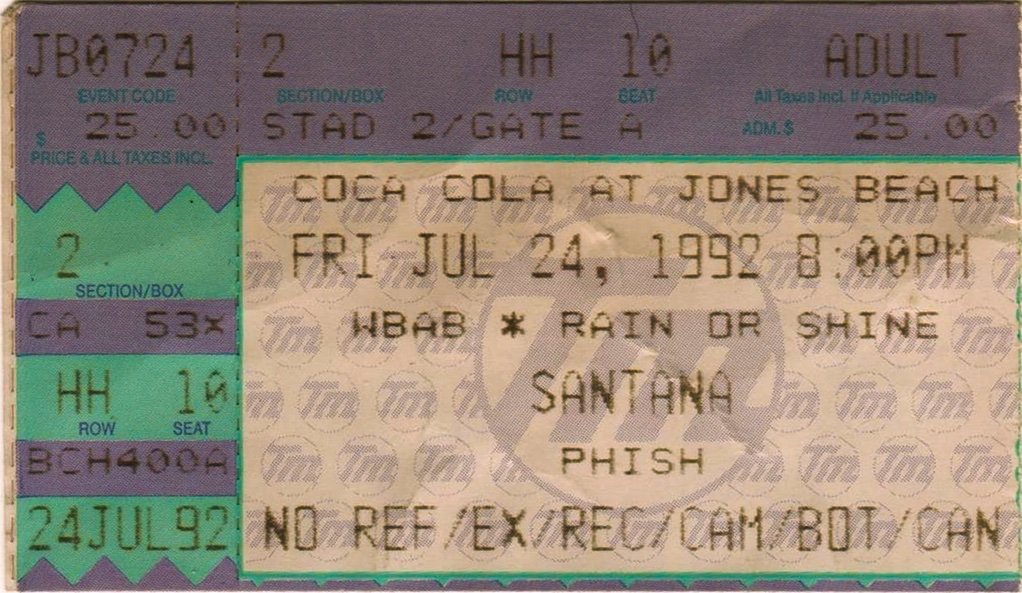 JB0724
EVENT CODE
$ 25.00
PRICE & ALL TAXES INCL.
2
SECTION/BOX
CA 53X
HH 10
ROW SEAT
BCH400A
24JUL92
2 HH 10 ADULT
SECTION/BOX ROW SEAT All Taxes Incl. If Applicable
STAD 2/GATE A ADM. $ 25.00
COCA COLA AT JONES BEACH
FRI JUL 24, 1992 8:00PM
WBAB * RAIN OR SHINE
SANTANA
PHISH
NO REF/EX/REC/CAM/BOT/CAN